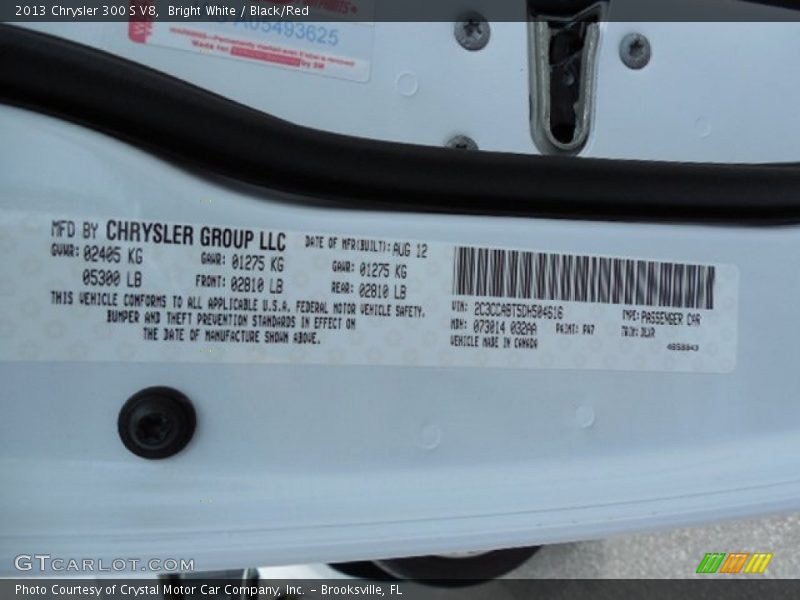 2013 Chrysler 300 S V8, Bright White / Black/Red
A05493625
by SW
MFD BY CHRYSLER GROUP LLC DATE OF MFR(BUILT): AUG 12
GVWR: 02405 KG GAWR: 01275 KG GAWR: 01275 KG
05300 LB FRONT: 02810 LB REAR: 02810 LB
THIS VEHICLE CONFORMS TO ALL APPLICABLE U.S.A. FEDERAL MOTOR VEHICLE SAFETY,
BUMPER AND THEFT PREVENTION STANDARDS IN EFFECT ON
THE DATE OF MANUFACTURE SHOWN ABOVE.
VIN: 2C3CCABT5DH504616 TYPE: PASSENGER CAR
MDH: 073014 032AA PAINT: PW7 TRIM: DLXR
VEHICLE MADE IN CANADA
GTCARLOT.COM
Photo Courtesy of Crystal Motor Car Company, Inc. – Brooksville, FL